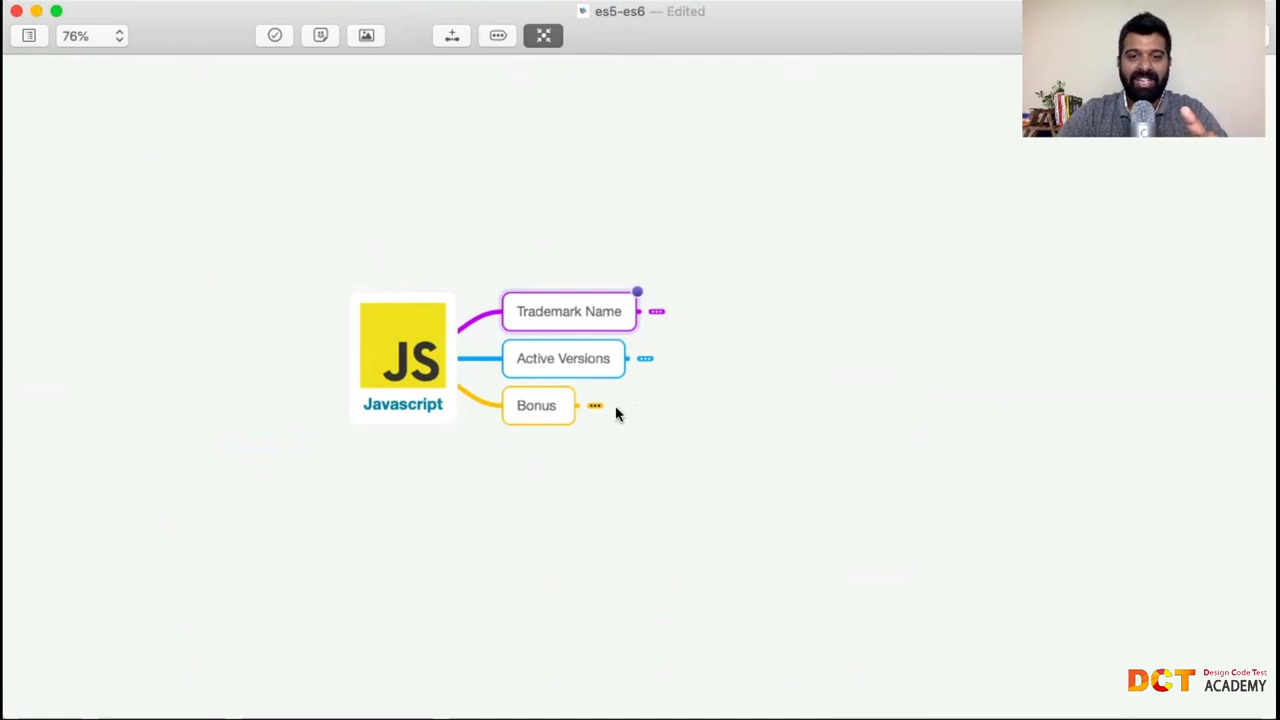 es5-es6 — Edited
76%
JS
Javascript
Trademark Name
Active Versions
Bonus
DCT Design Code Test
ACADEMY